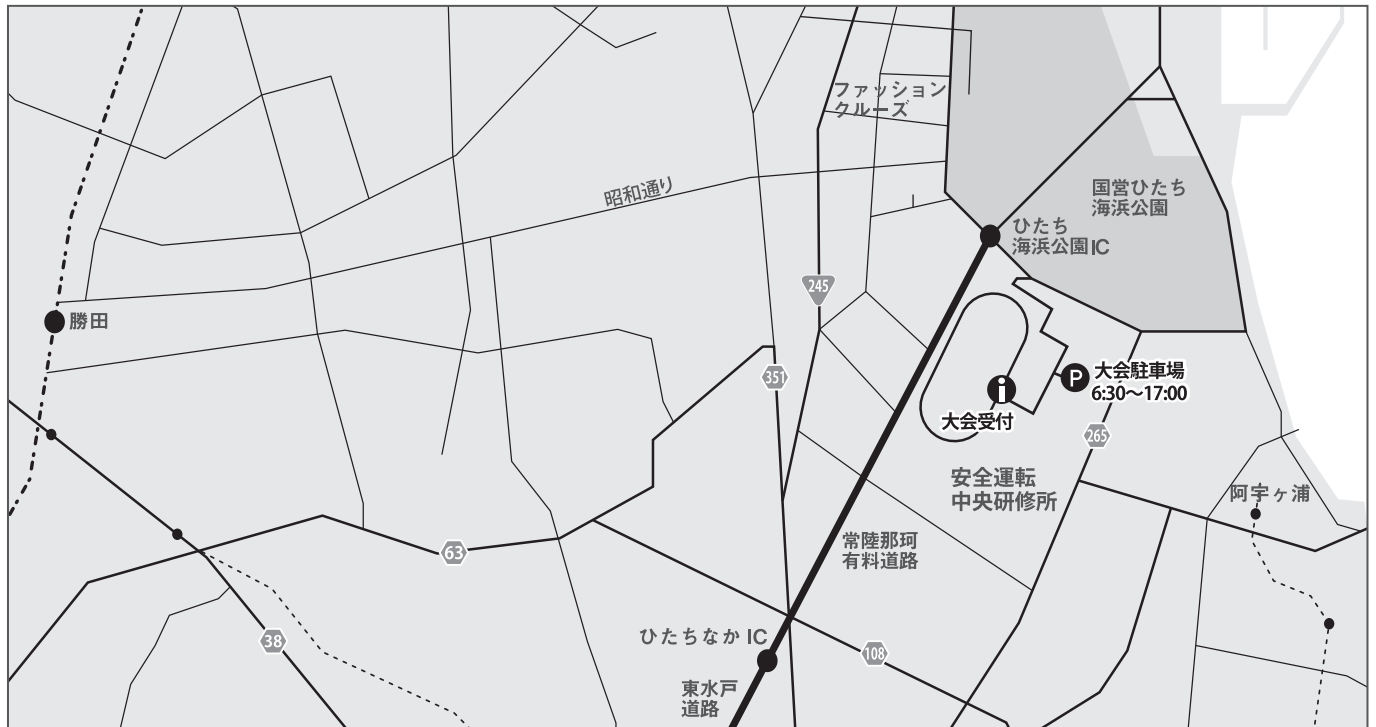 ファッション
クルーズ
昭和通り
国営ひたち
海浜公園
ひたち
海浜公園IC
245
勝田
351
P
大会駐車場
6:30〜17:00
i
大会受付
265
安全運転
中央研修所
阿字ヶ浦
常陸那珂
有料道路
63
38
ひたちなか IC
108
東水戸
道路